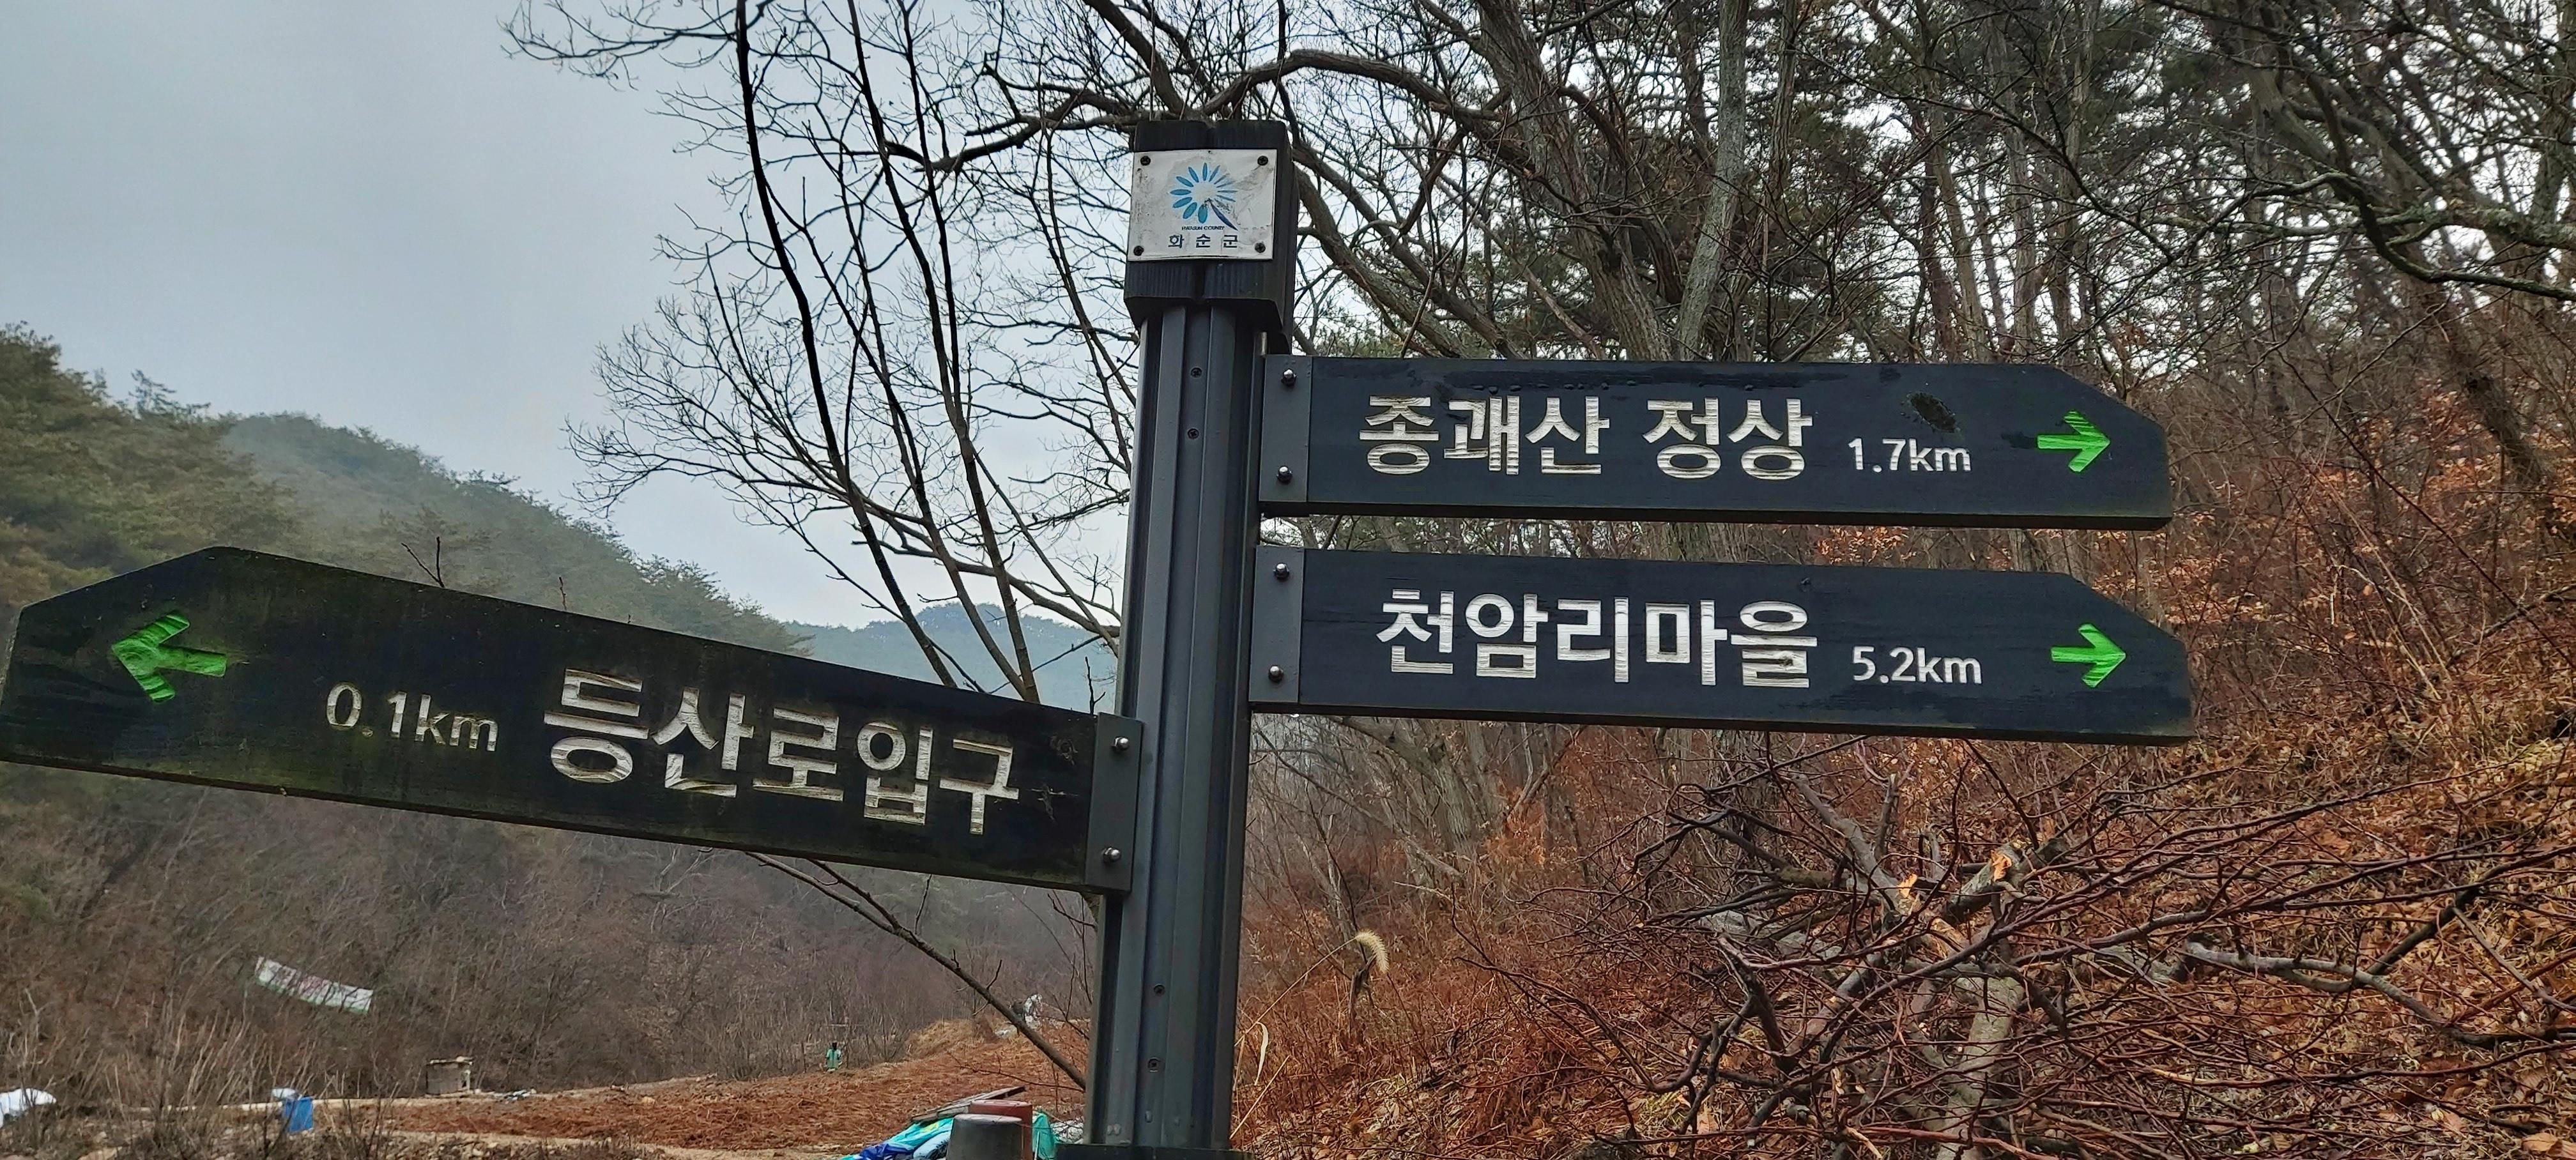 화순군
종괘산 정상 1.7km
천암리마을 5.2km
0.1km 등산로입구